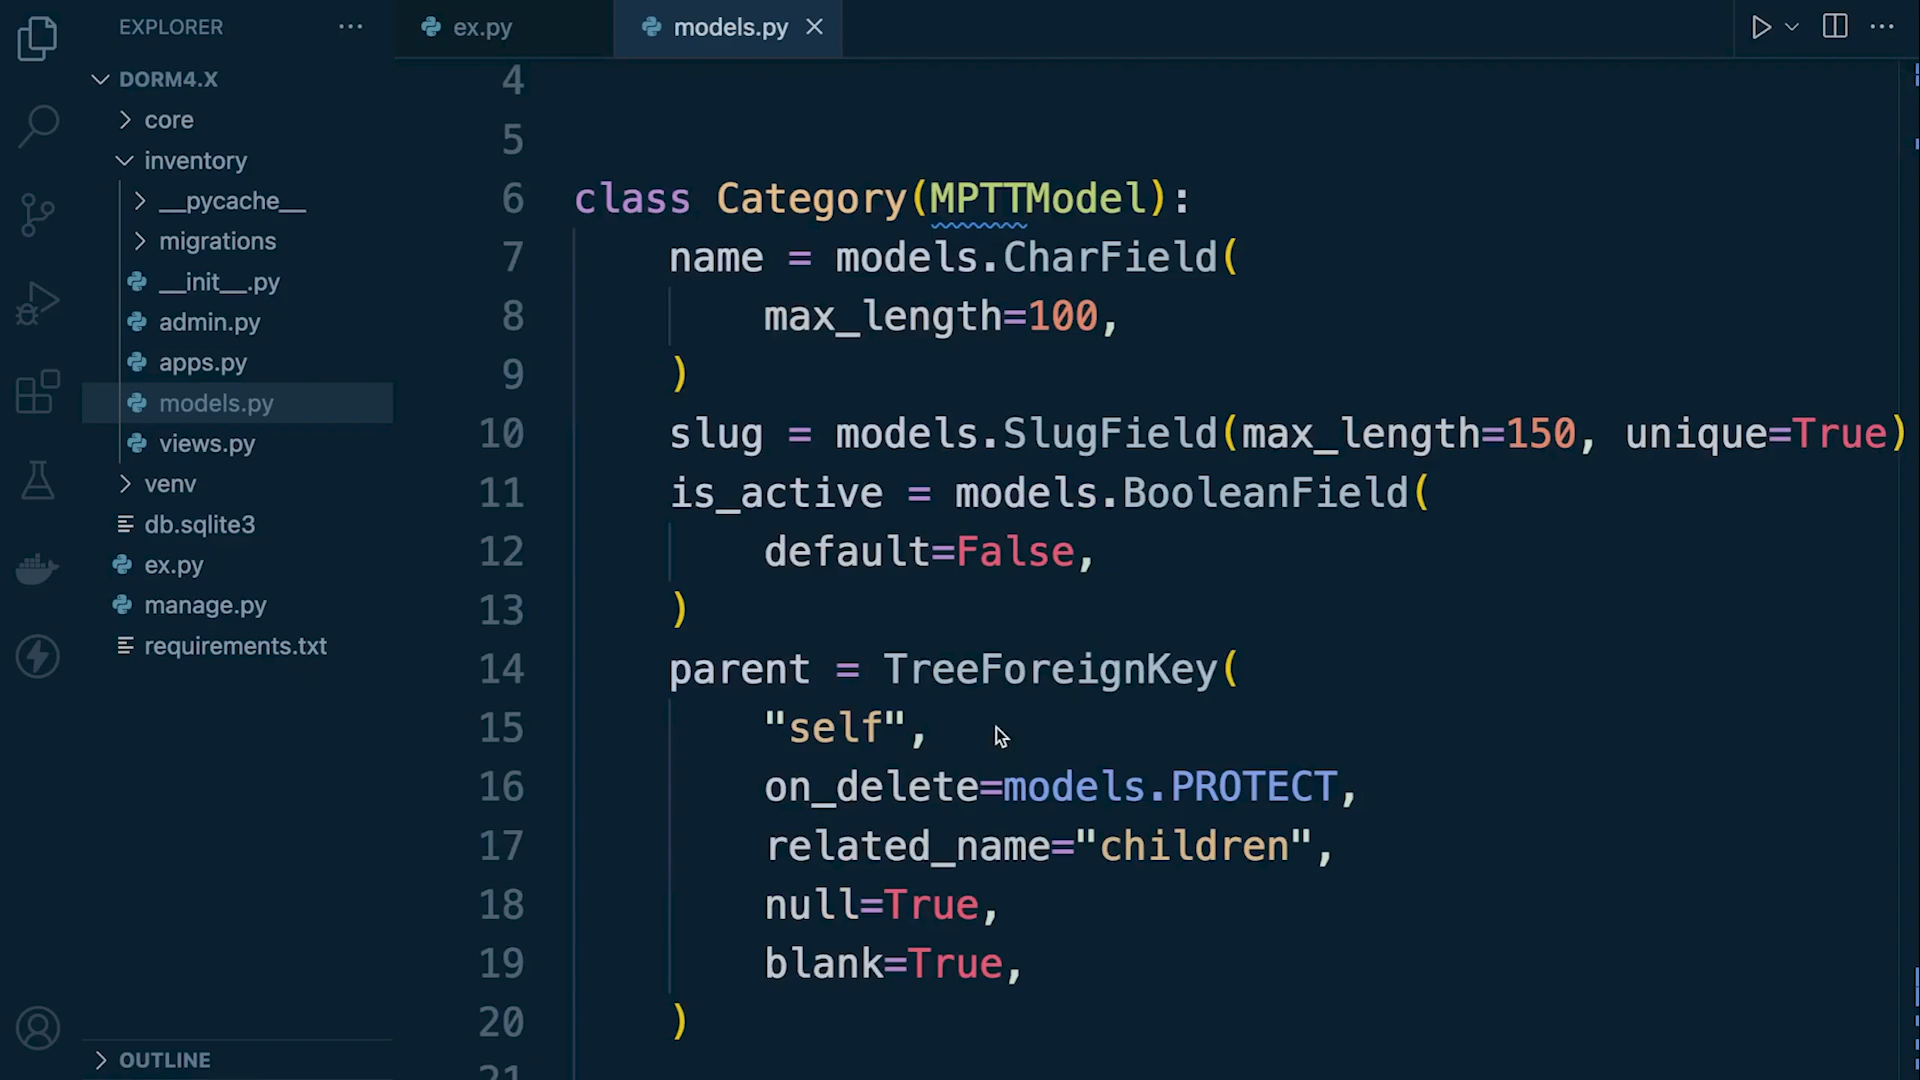 EXPLORER
DORM4.X
core
inventory
__pycache__
migrations
__init__.py
admin.py
apps.py
models.py
views.py
venv
db.sqlite3
ex.py
manage.py
requirements.txt
OUTLINE
ex.py
models.py
4
5
6 class Category(MPTTModel):
7 name = models.CharField(
8 max_length=100,
9 )
10 slug = models.SlugField(max_length=150, unique=True)
11 is_active = models.BooleanField(
12 default=False,
13 )
14 parent = TreeForeignKey(
15 "self",
16 on_delete=models.PROTECT,
17 related_name="children",
18 null=True,
19 blank=True,
20 )
21